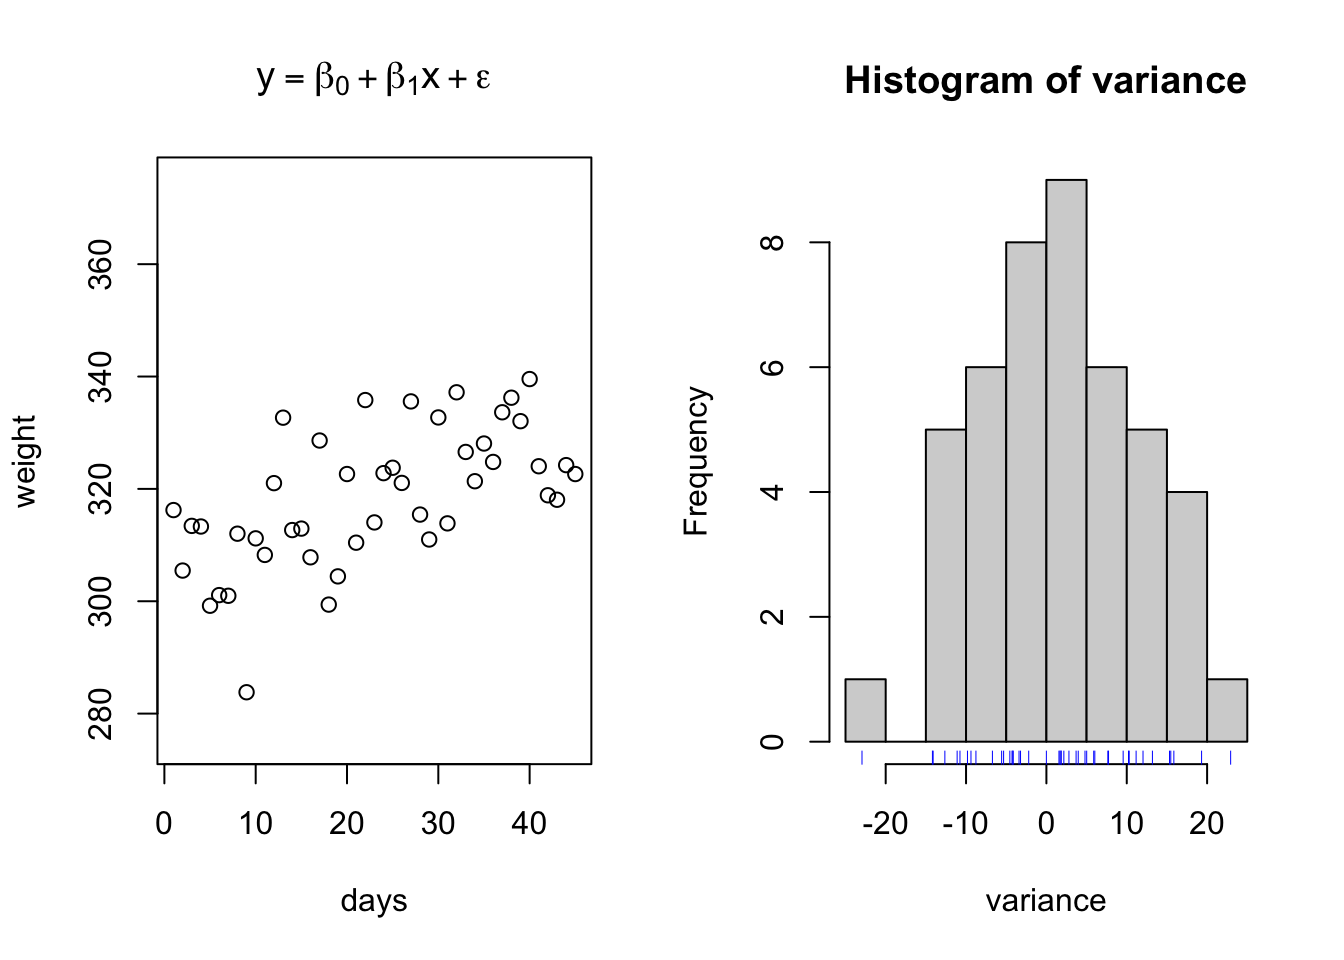 y = β₀ + β₁x + ε
weight
360
340
320
300
280
0 10 20 30 40
days
Histogram of variance
Frequency
8
6
4
2
0
-20 -10 0 10 20
variance